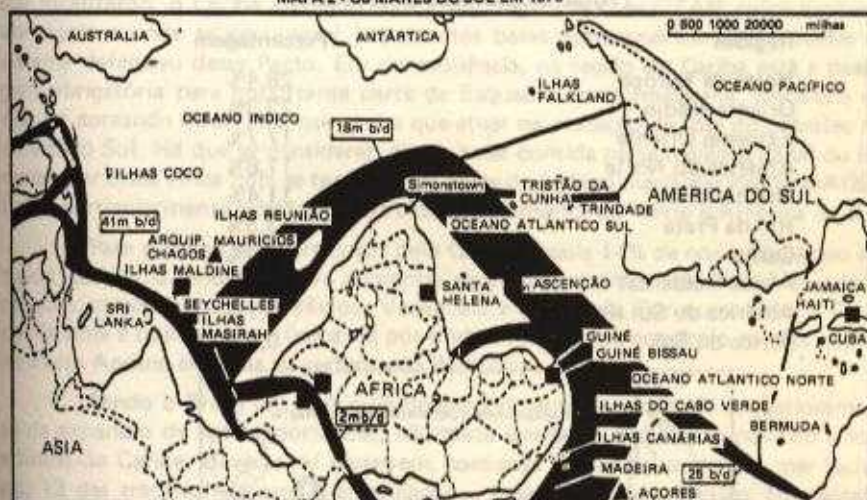 0 800 1000 20000 milhas
AUSTRALIA
ANTÁRTICA
ILHAS FALKLAND
OCEANO PACÍFICO
OCEANO INDICO
18m b/d
ILHAS COCO
Simonstown
TRISTÃO DA CUNHA
TRINDADE
AMÉRICA DO SUL
41m b/d
ILHAS REUNIÃO
OCEANO ATLANTICO SUL
ARQUIP. CHAGOS
MAURICIOS
ILHAS MALDINE
SANTA HELENA
ASCENÇÃO
JAMAICA
HAITI
SRI LANKA
SEYCHELLES
ILHAS MASIRAH
CUBA
GUINÉ
GUINÉ BISSAU
AFRICA
OCEANO ATLANTICO NORTE
2mb/d
ILHAS DO CABO VERDE
BERMUDA
ASIA
ILHAS CANÁRIAS
MADEIRA
26 b/d
AÇORES